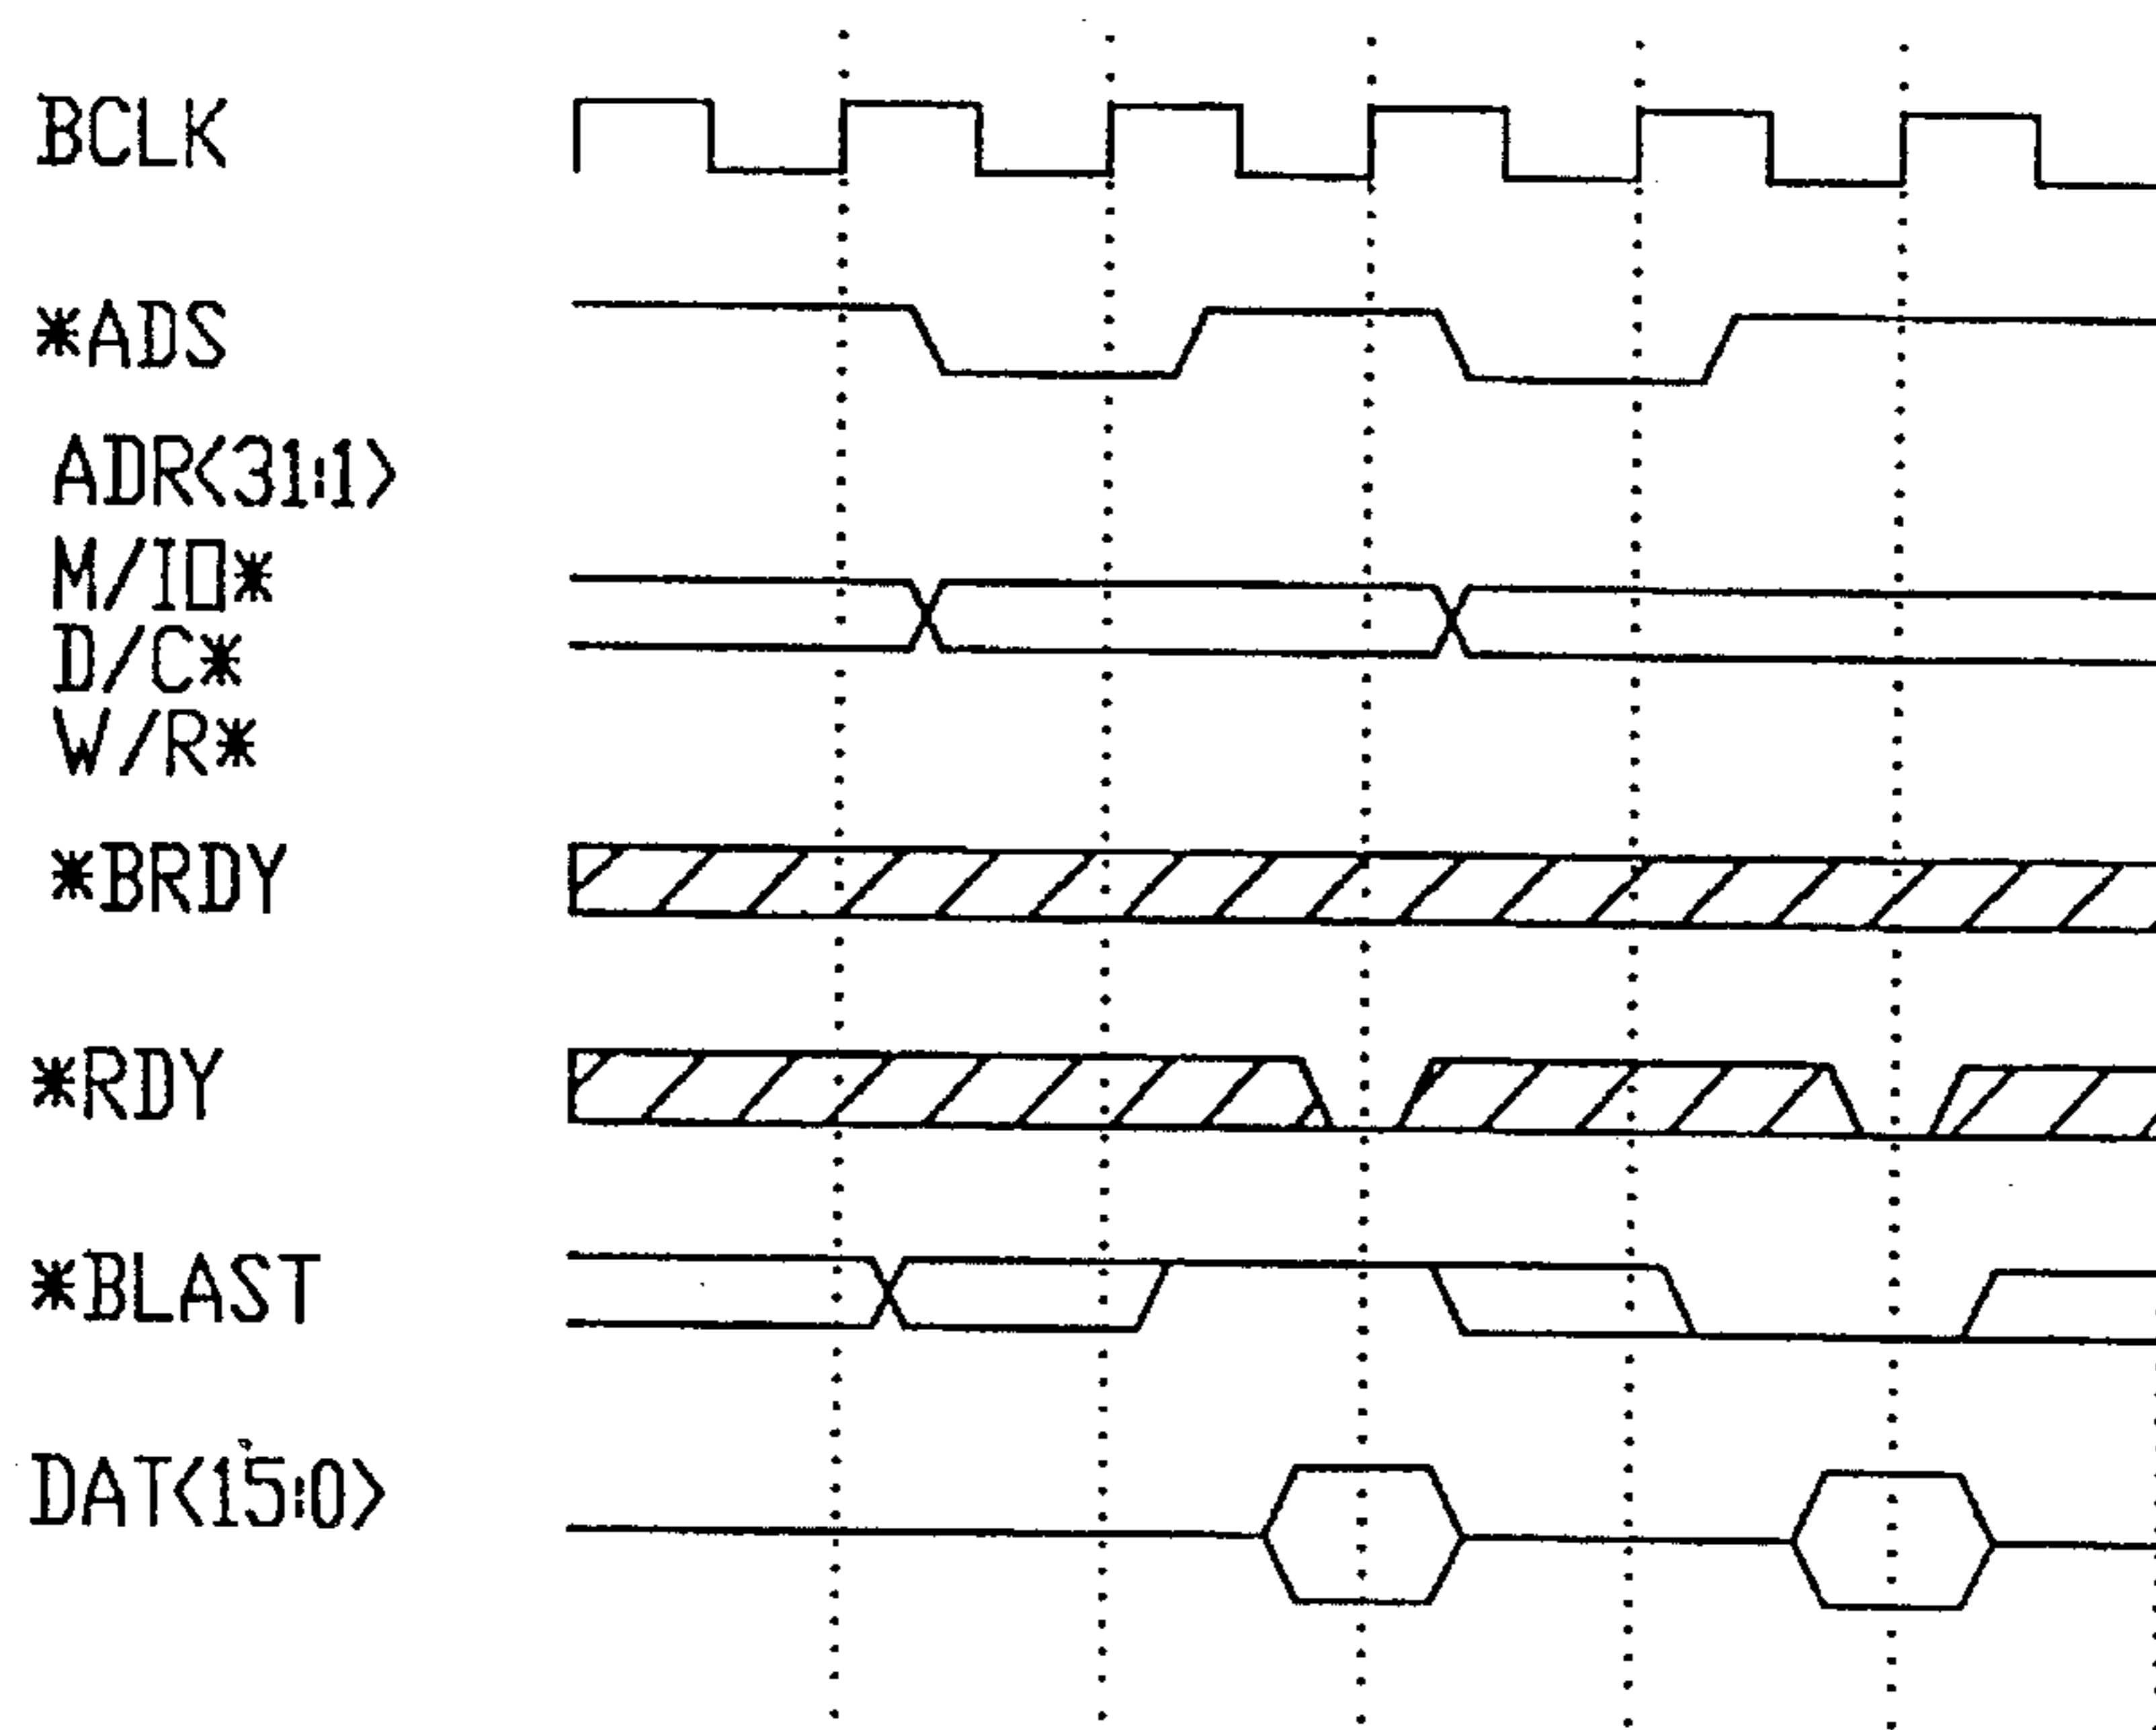 BCLK
*ADS
ADR<31:1>
M/IO*
D/C*
W/R*
*BRDY
*RDY
*BLAST
DAT<15:0>